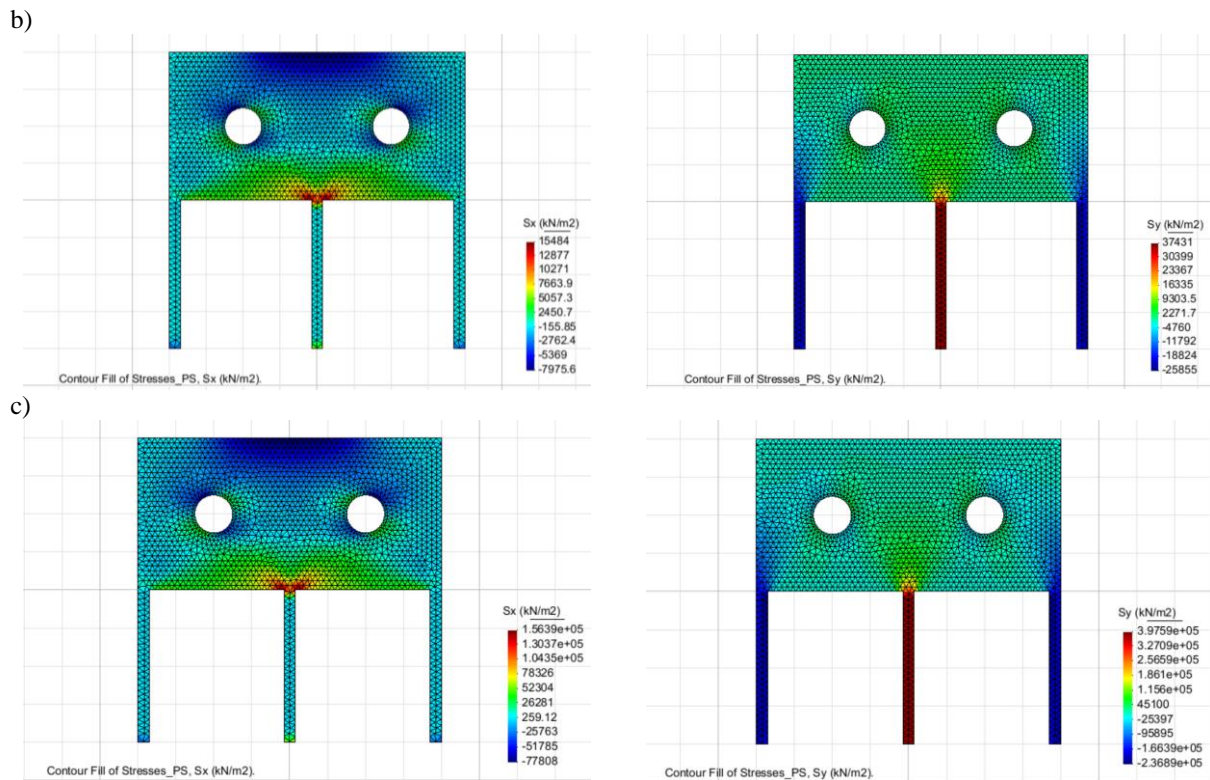 b)
Sx (kN/m2)
15484
12877
10271
7663.9
5057.3
2450.7
-155.85
-2762.4
-5369
-7975.6
Contour Fill of Stresses_PS, Sx (kN/m2).
Sy (kN/m2)
37431
30399
23367
16335
9303.5
2271.7
-4760
-11792
-18824
-25855
Contour Fill of Stresses_PS, Sy (kN/m2).
c)
Sx (kN/m2)
1.5639e+05
1.3037e+05
1.0435e+05
78326
52304
26281
259.12
-25763
-51785
-77808
Contour Fill of Stresses_PS, Sx (kN/m2).
Sy (kN/m2)
3.9759e+05
3.2709e+05
2.5659e+05
1.861e+05
1.156e+05
45100
-25397
-95895
-1.6639e+05
-2.3689e+05
Contour Fill of Stresses_PS, Sy (kN/m2).